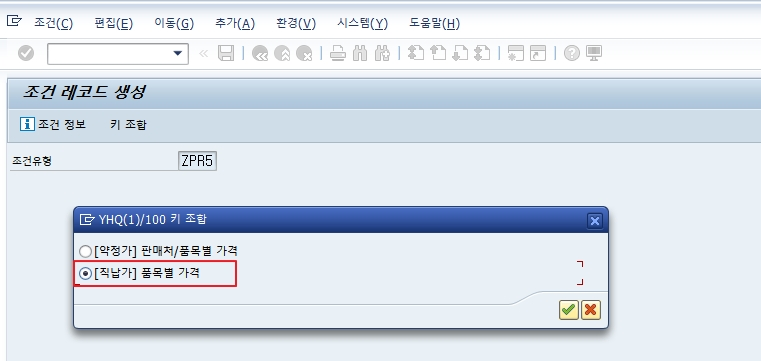 조건(C) 편집(E) 이동(G) 추가(A) 환경(V) 시스템(Y) 도움말(H)
조건 레코드 생성
조건 정보 키 조합
조건유형 ZPR5
YHQ(1)/100 키 조합
[약정가] 판매처/품목별 가격
[직납가] 품목별 가격